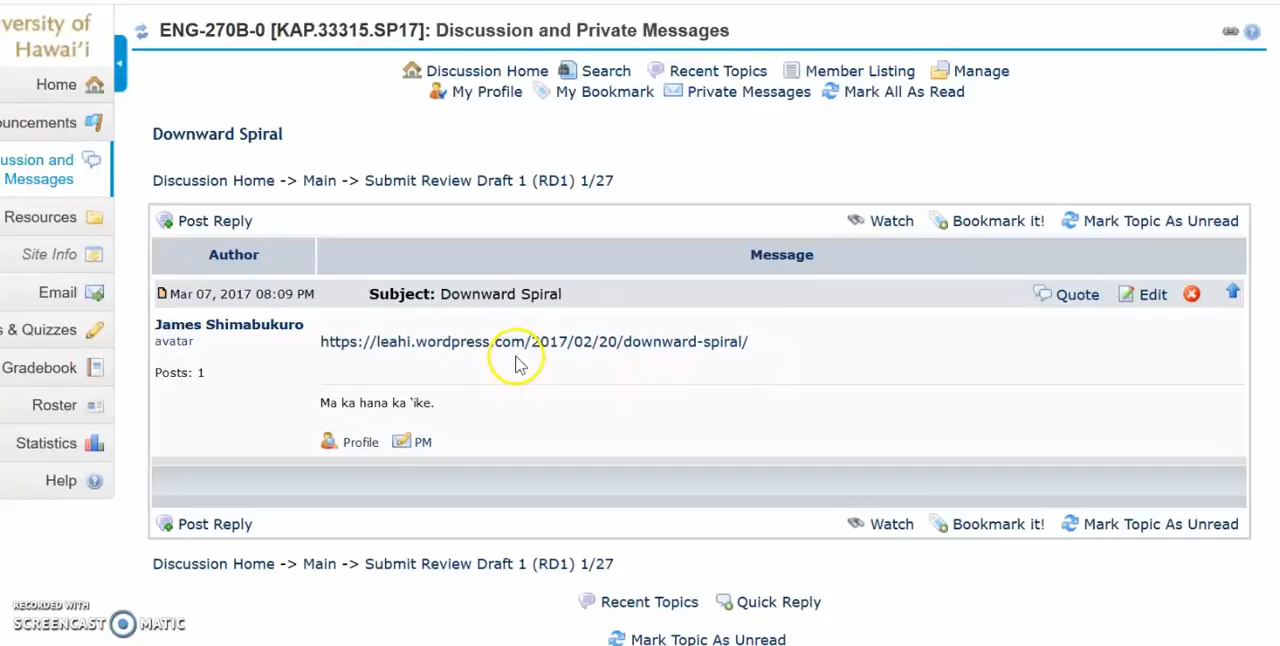 versity of
Hawai'i
ENG-270B-0 [KAP.33315.SP17]: Discussion and Private Messages
Discussion Home Search Recent Topics Member Listing Manage
My Profile My Bookmark Private Messages Mark All As Read
Home
ouncements
ussion and
Messages
Resources
Site Info
Email
s & Quizzes
Gradebook
Roster
Statistics
Help
Downward Spiral
Discussion Home -> Main -> Submit Review Draft 1 (RD1) 1/27
Post Reply Watch Bookmark it! Mark Topic As Unread
Author Message
Mar 07, 2017 08:09 PM Subject: Downward Spiral Quote Edit
James Shimabukuro
avatar
https://leahi.wordpress.com/2017/02/20/downward-spiral/
Posts: 1
Ma ka hana ka `ike.
Profile PM
Post Reply Watch Bookmark it! Mark Topic As Unread
Discussion Home -> Main -> Submit Review Draft 1 (RD1) 1/27
Recent Topics Quick Reply
Mark Topic As Unread
RECORDED WITH
SCREENCAST MATIC